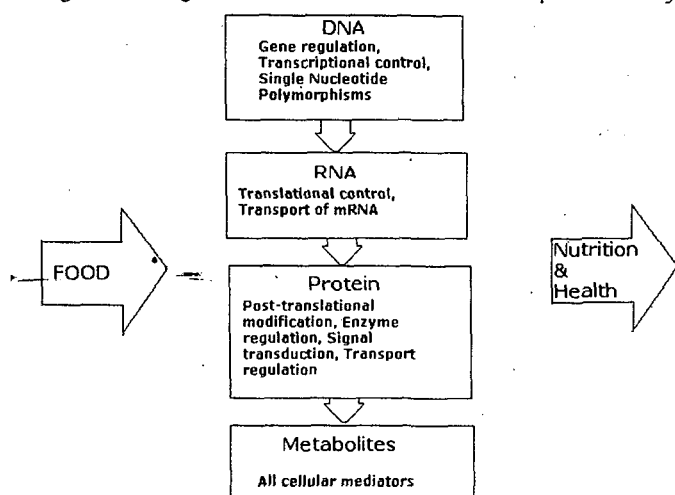 DNA
Gene regulation,
Transcriptional control,
Single Nucleotide
Polymorphisms
RNA
Translational control,
Transport of mRNA
FOOD
Protein
Post-translational
modification, Enzyme
regulation, Signal
transduction, Transport
regulation
Nutrition
&
Health
Metabolites
All cellular mediators